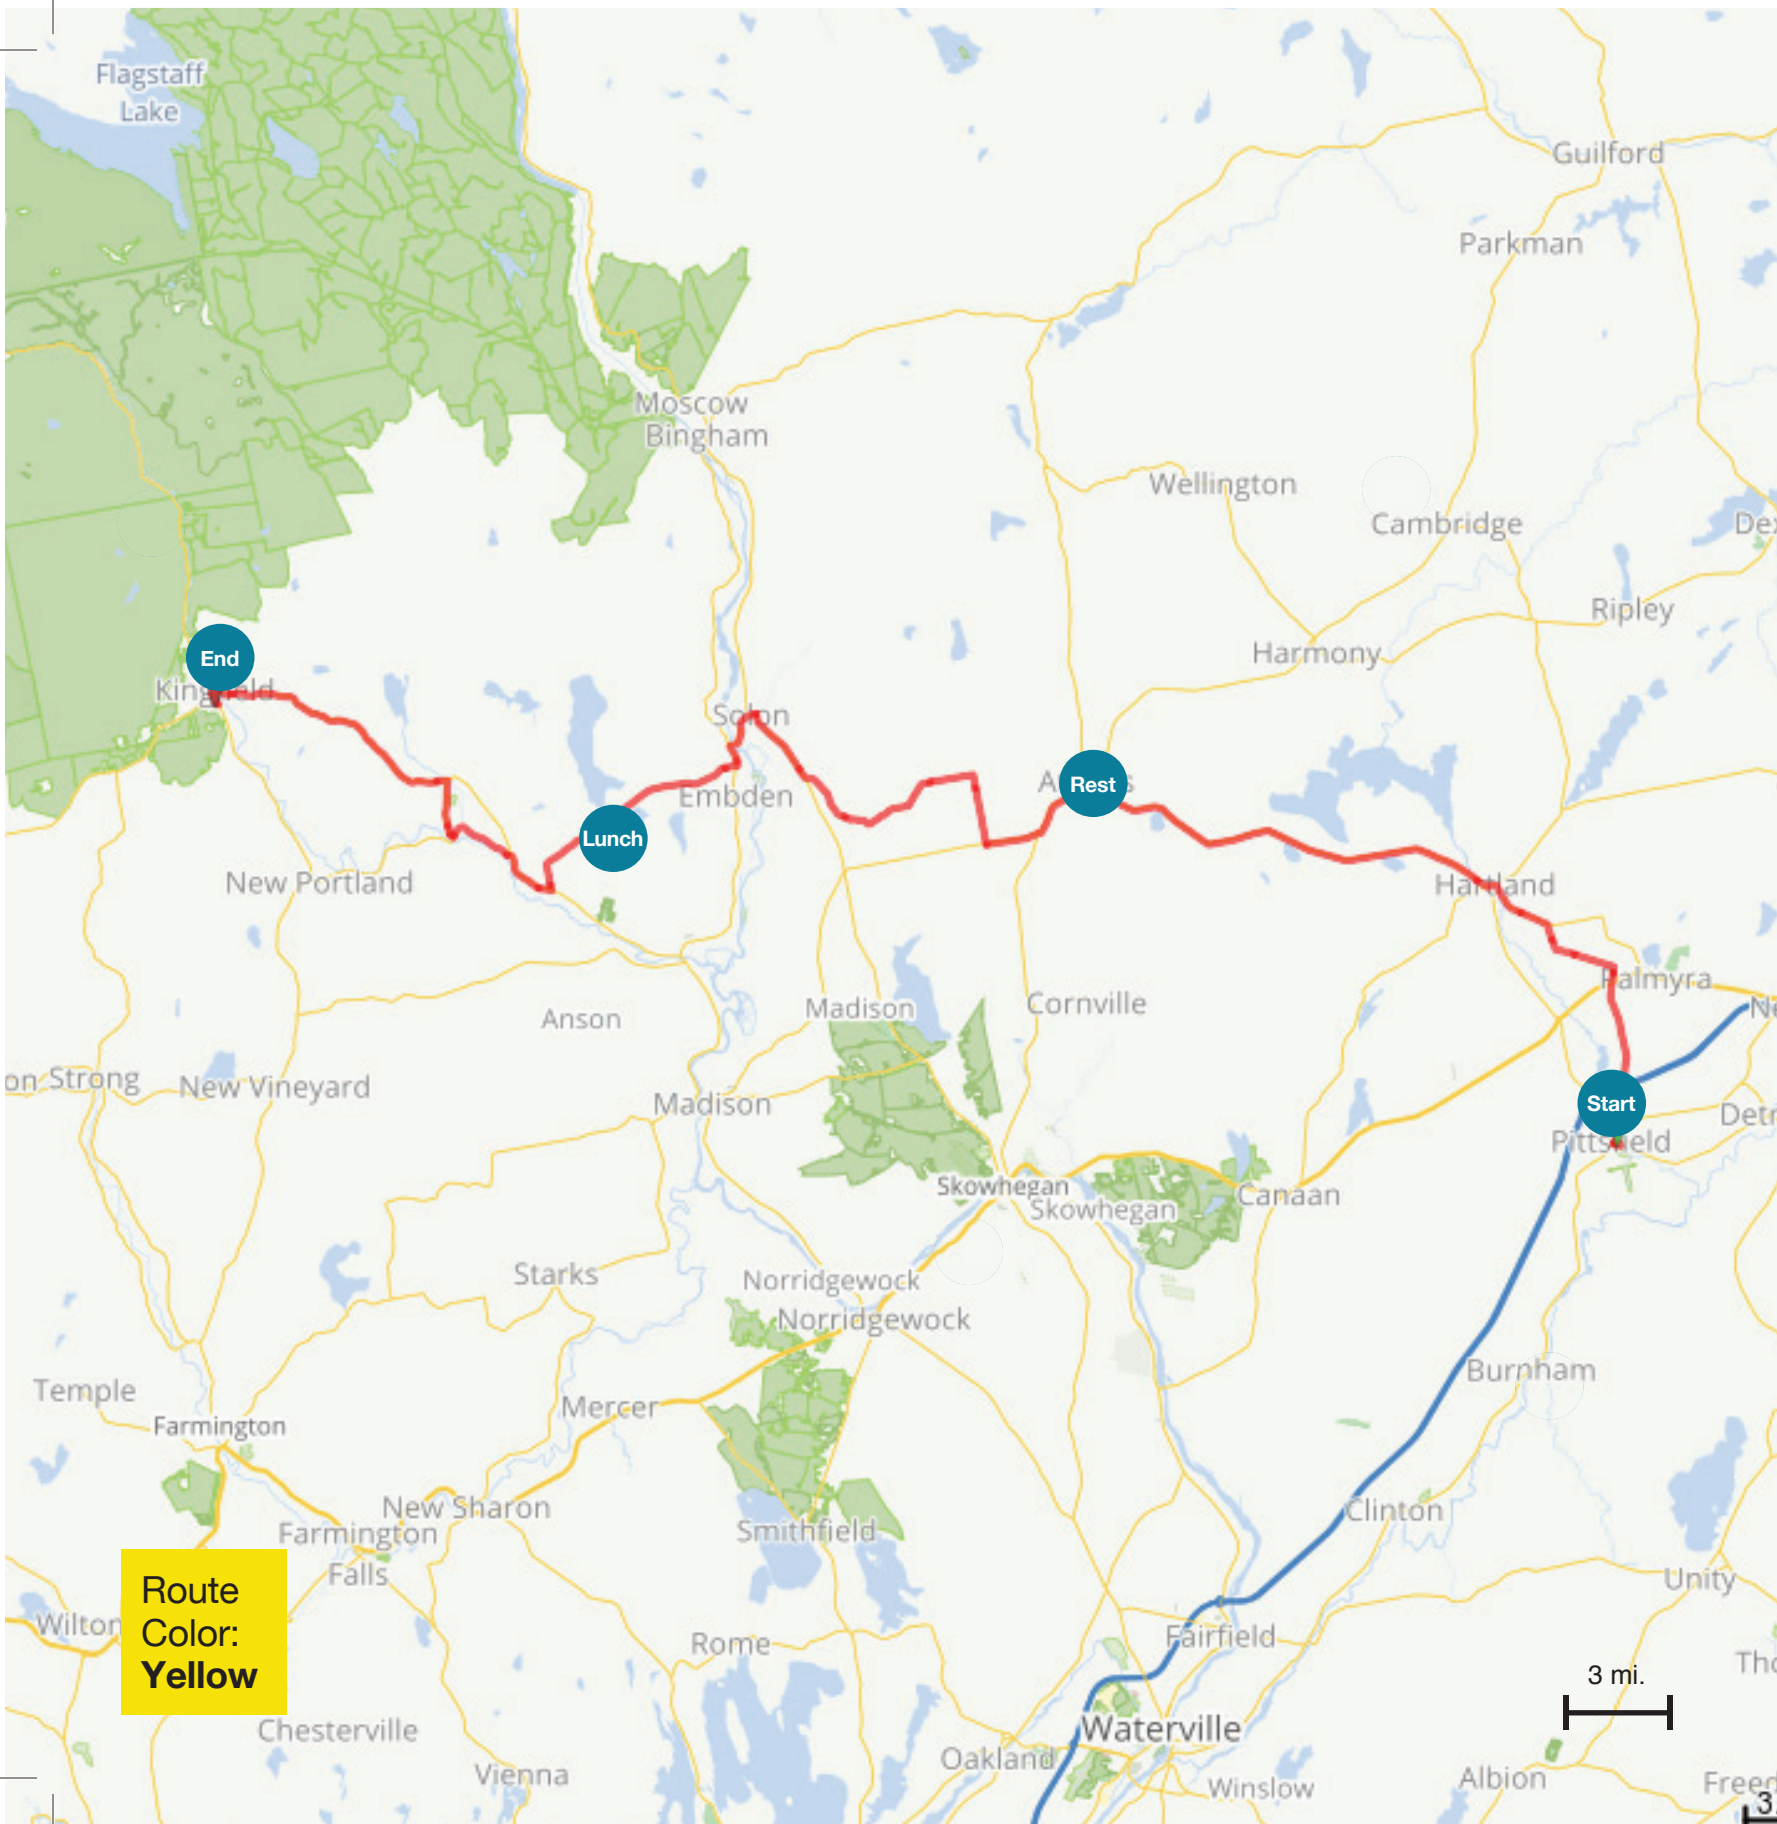 Flagstaff
Lake
Guilford
Parkman
Moscow
Bingham
Wellington
Cambridge
Ripley
Harmony
End
Solon
Rest
Embden
Lunch
New Portland
Hartland
Palmyra
Madison
Cornville
Anson
Strong
New Vineyard
Madison
Start
Pittsfield
Skowhegan
Skowhegan
Canaan
Starks
Norridgewock
Norridgewock
Burnham
Temple
Mercer
Farmington
New Sharon
Clinton
Farmington
Falls
Smithfield
Unity
Route
Color:
Yellow
Wilton
Rome
Fairfield
3 mi.
Chesterville
Waterville
Oakland
Vienna
Winslow
Albion